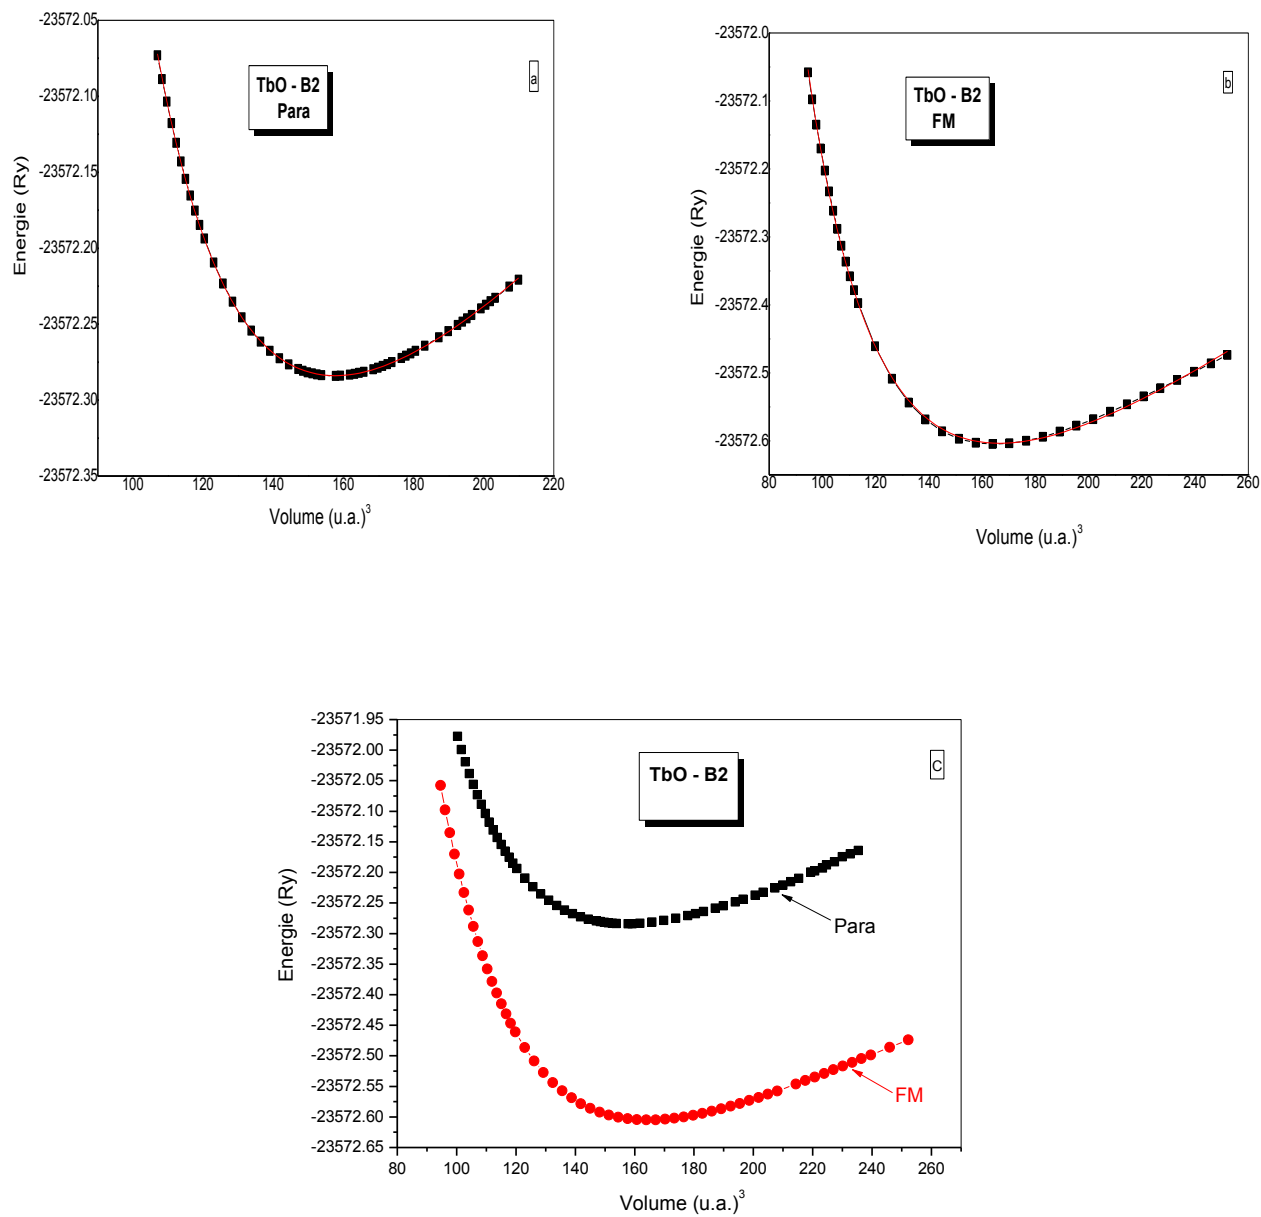 -23572.05
-23572.10
-23572.15
-23572.20
-23572.25
-23572.30
-23572.35
Energie (Ry)
TbO - B2
Para
a
100 120 140 160 180 200 220
Volume (u.a.)3
-23572.0
-23572.1
-23572.2
-23572.3
-23572.4
-23572.5
-23572.6
Energie (Ry)
TbO - B2
FM
b
80 100 120 140 160 180 200 220 240 260
Volume (u.a.)3
-23571.95
-23572.00
-23572.05
-23572.10
-23572.15
-23572.20
-23572.25
-23572.30
-23572.35
-23572.40
-23572.45
-23572.50
-23572.55
-23572.60
-23572.65
Energie (Ry)
TbO - B2
C
Para
FM
80 100 120 140 160 180 200 220 240 260
Volume (u.a.)3